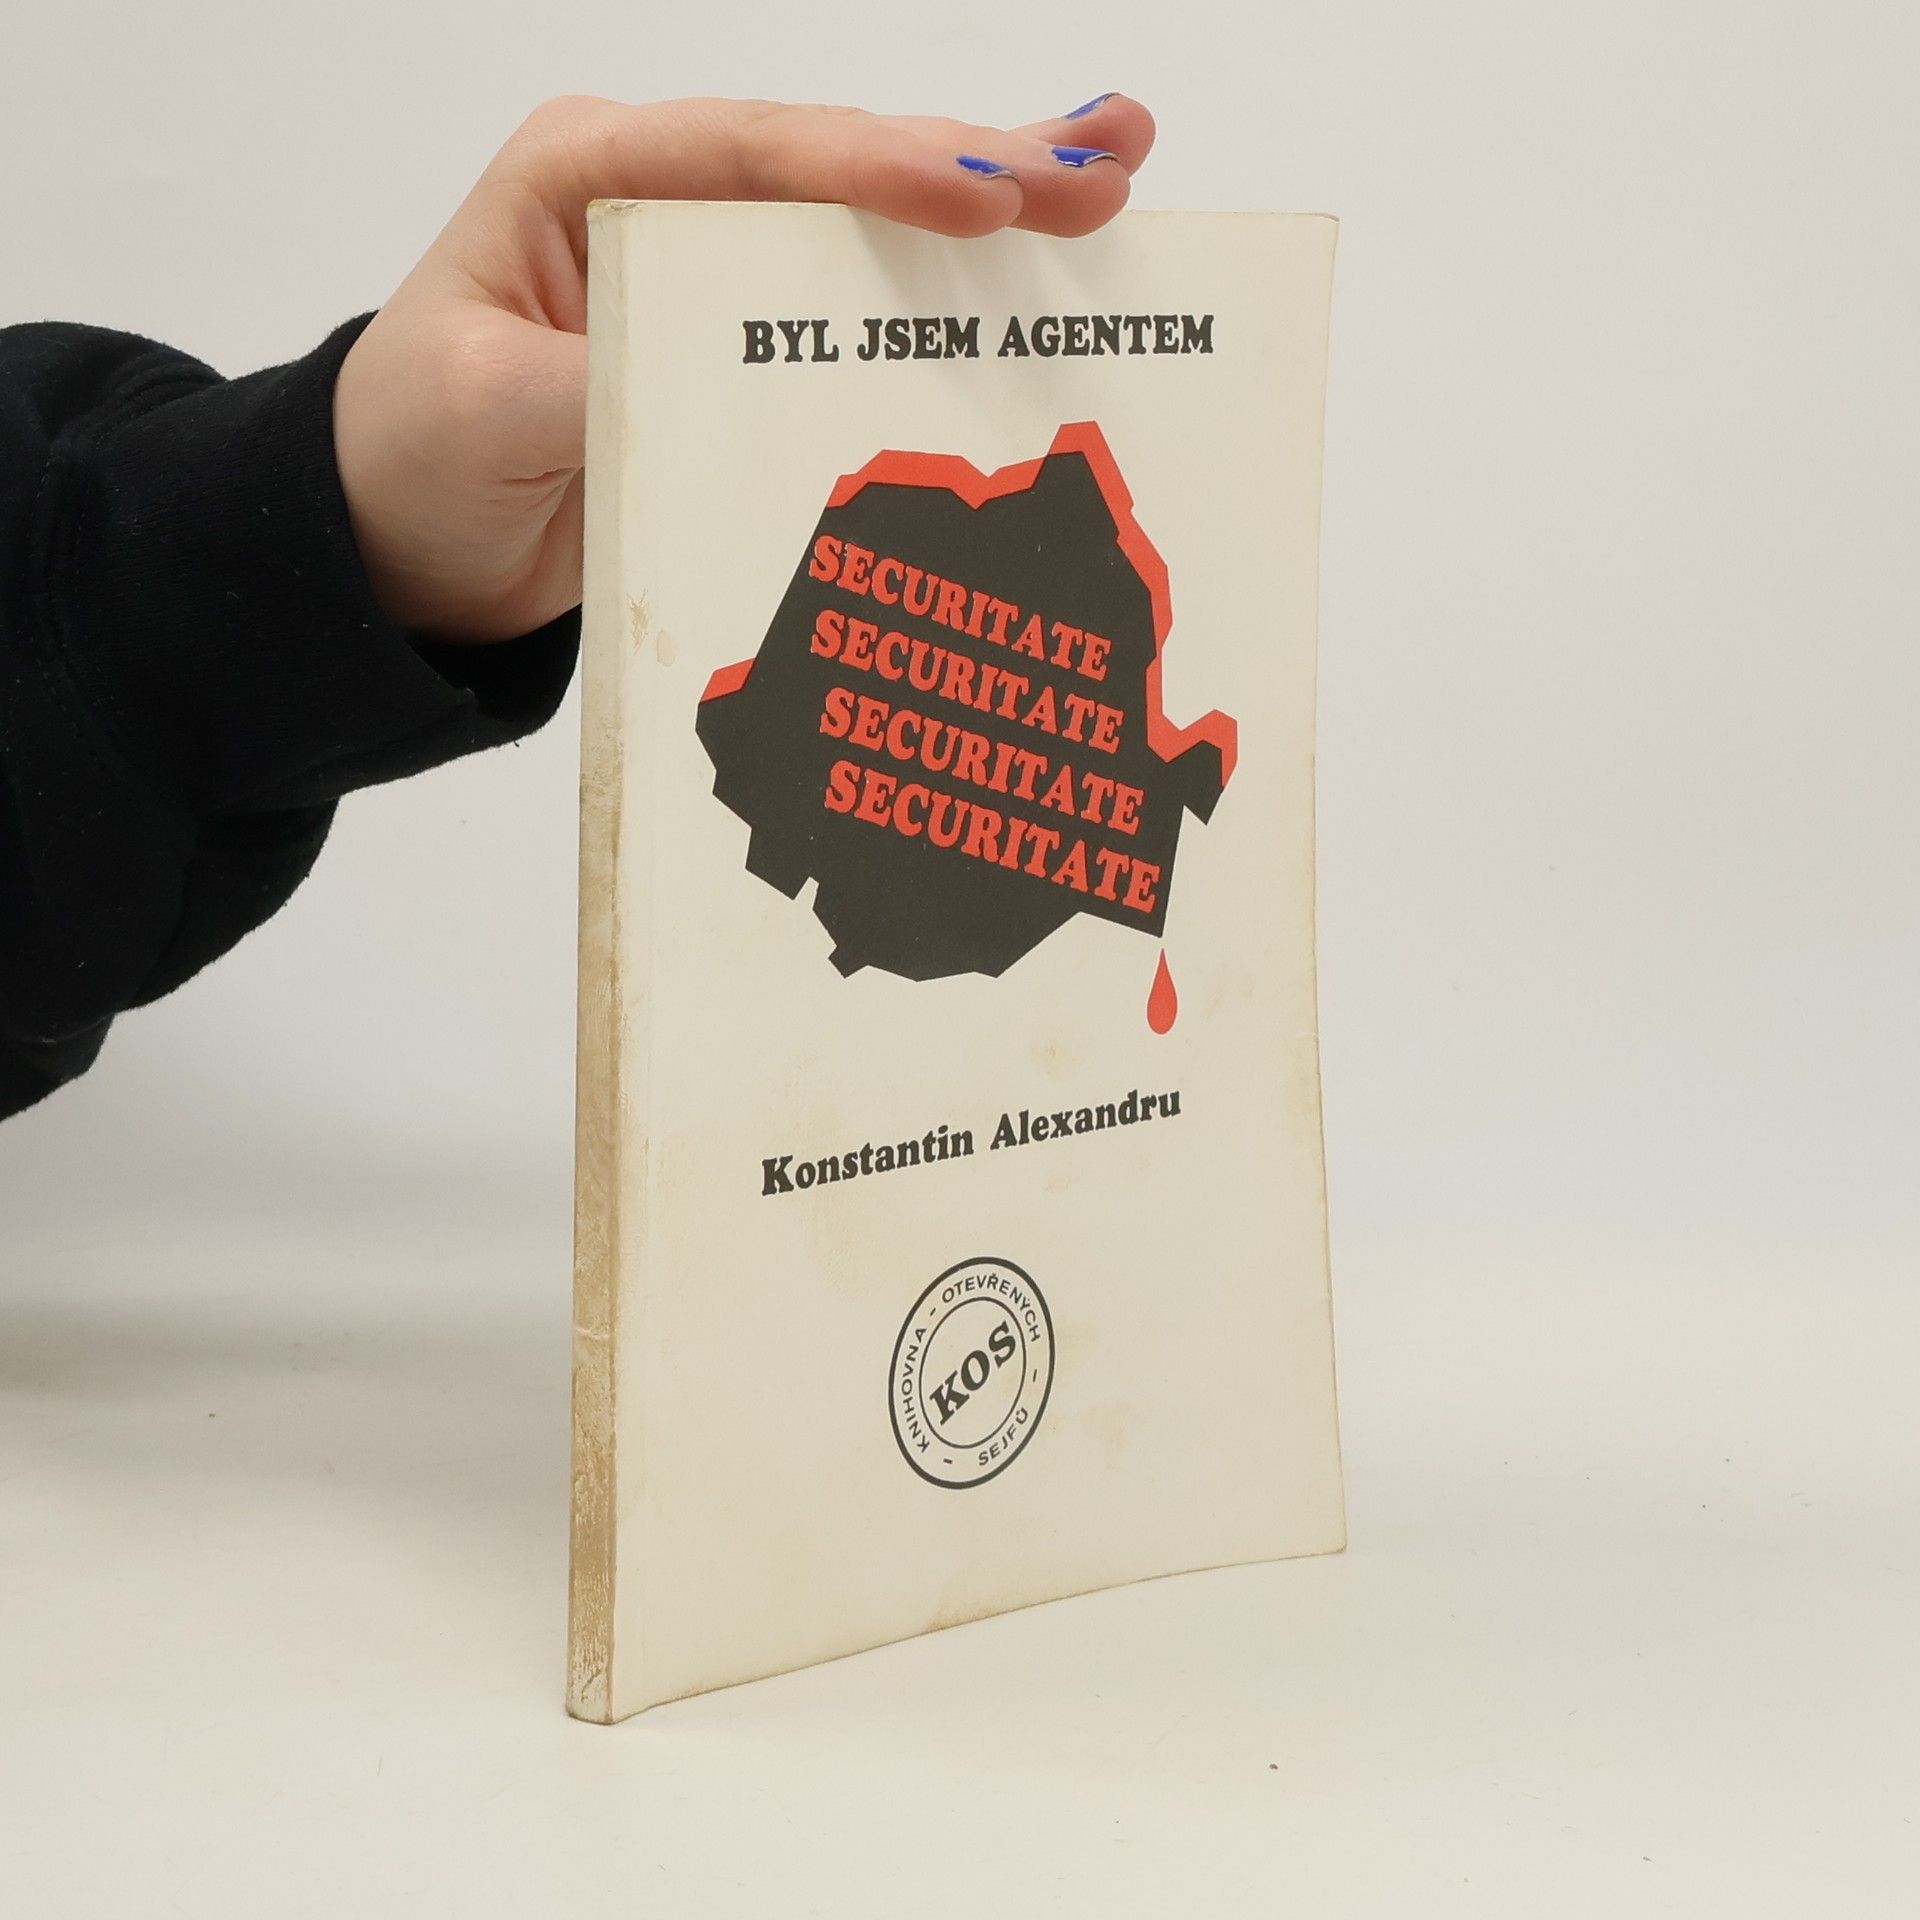 BYL JSEM AGENTEM
SECURITATE
SECURITATE
SECURITATE
SECURITATE
Konstantin Alexandru
KNIHOVNA - OTEVŘENÝCH - SEJFŮ -
KOS